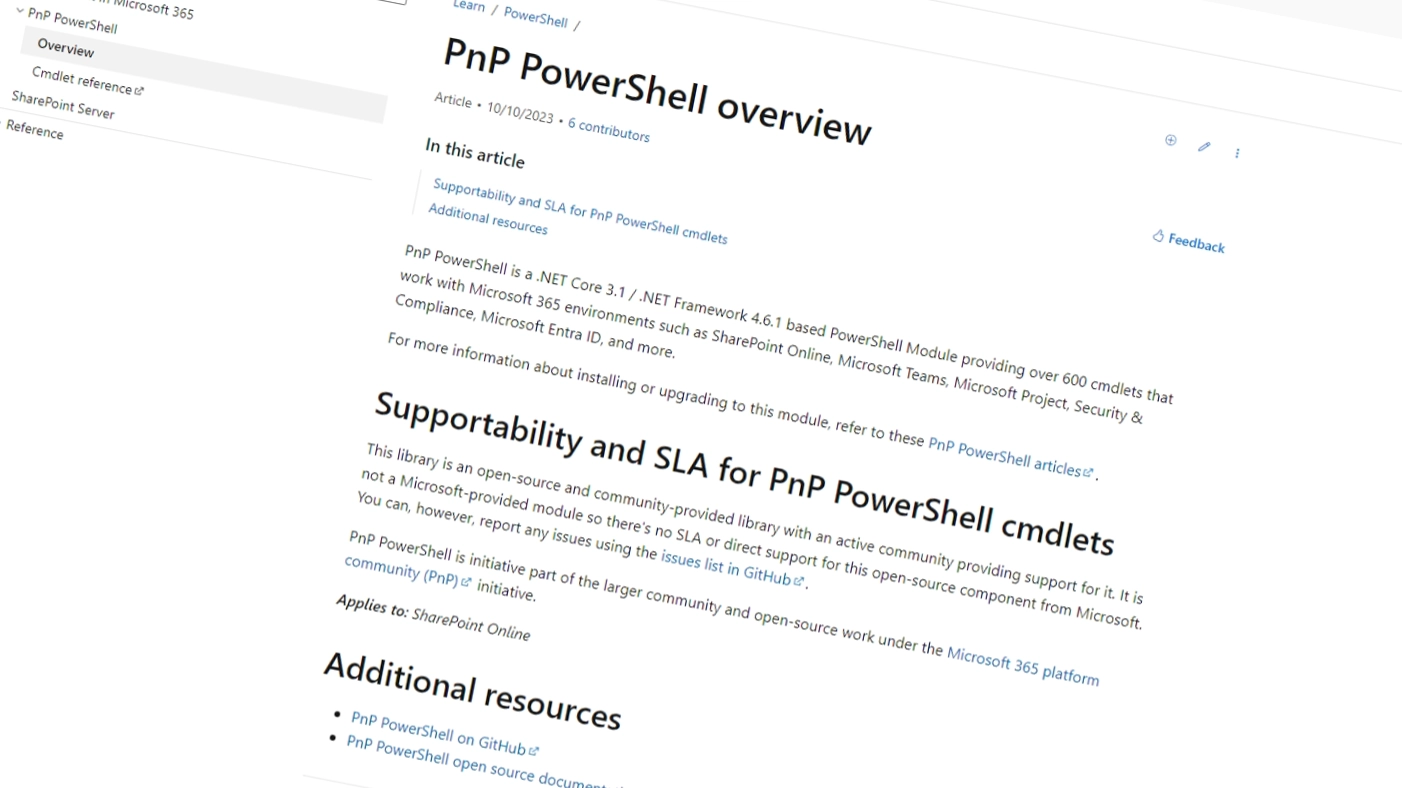 Microsoft 365
PnP PowerShell
Overview
Cmdlet reference
SharePoint Server
Reference
Learn / PowerShell /
PnP PowerShell overview
Article • 10/10/2023 • 6 contributors
In this article
Supportability and SLA for PnP PowerShell cmdlets
Additional resources
Feedback
PnP PowerShell is a .NET Core 3.1 / .NET Framework 4.6.1 based PowerShell Module providing over 600 cmdlets that
work with Microsoft 365 environments such as SharePoint Online, Microsoft Teams, Microsoft Project, Security &
Compliance, Microsoft Entra ID, and more.
For more information about installing or upgrading to this module, refer to these PnP PowerShell articles.
Supportability and SLA for PnP PowerShell cmdlets
This library is an open-source and community-provided library with an active community providing support for it. It is
not a Microsoft-provided module so there's no SLA or direct support for this open-source component from Microsoft.
You can, however, report any issues using the issues list in GitHub.
PnP PowerShell is initiative part of the larger community and open-source work under the Microsoft 365 platform
community (PnP) initiative.
Applies to: SharePoint Online
Additional resources
PnP PowerShell on GitHub
PnP PowerShell open source